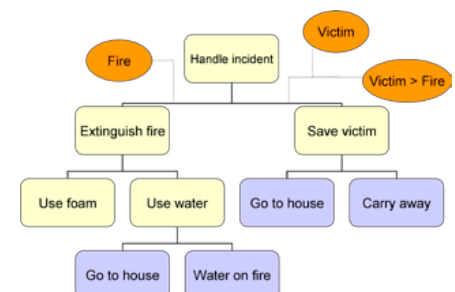 Victim
Fire
Handle incident
Victim > Fire
Extinguish fire
Save victim
Use foam
Use water
Go to house
Carry away
Go to house
Water on fire